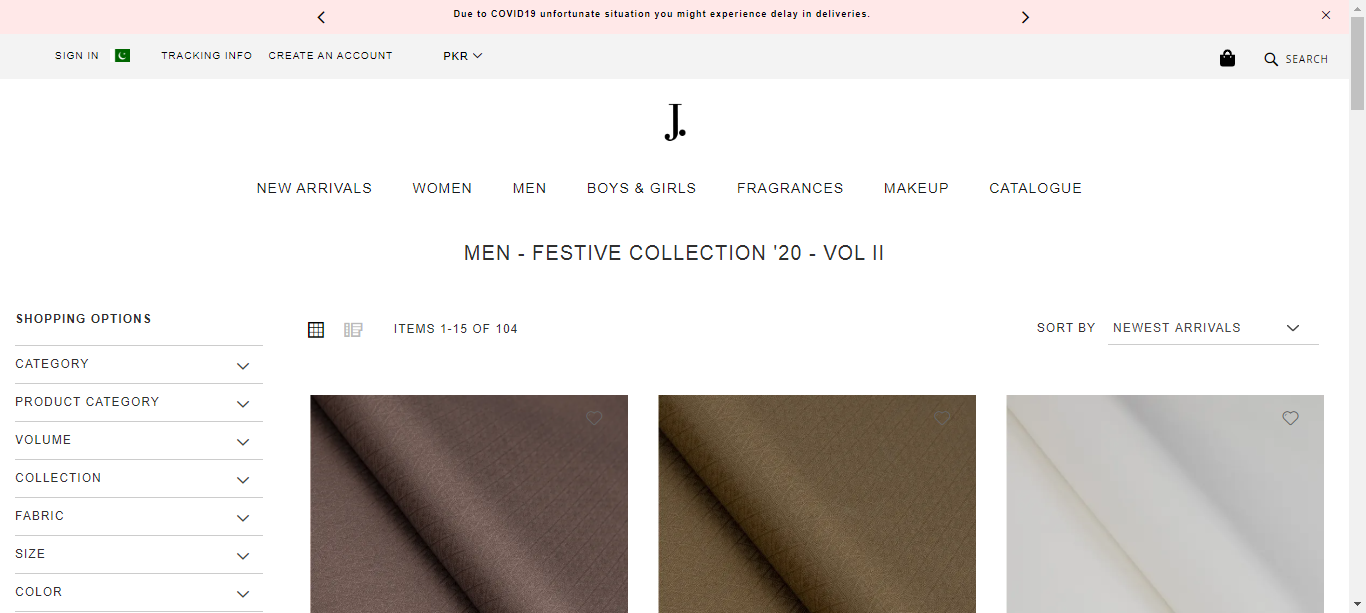 Due to COVID19 unfortunate situation you might experience delay in deliveries.
SIGN IN TRACKING INFO CREATE AN ACCOUNT PKR SEARCH
J.
NEW ARRIVALS WOMEN MEN BOYS & GIRLS FRAGRANCES MAKEUP CATALOGUE
MEN - FESTIVE COLLECTION '20 - VOL II
SHOPPING OPTIONS
CATEGORY
PRODUCT CATEGORY
VOLUME
COLLECTION
FABRIC
SIZE
COLOR
ITEMS 1-15 OF 104
SORT BY NEWEST ARRIVALS